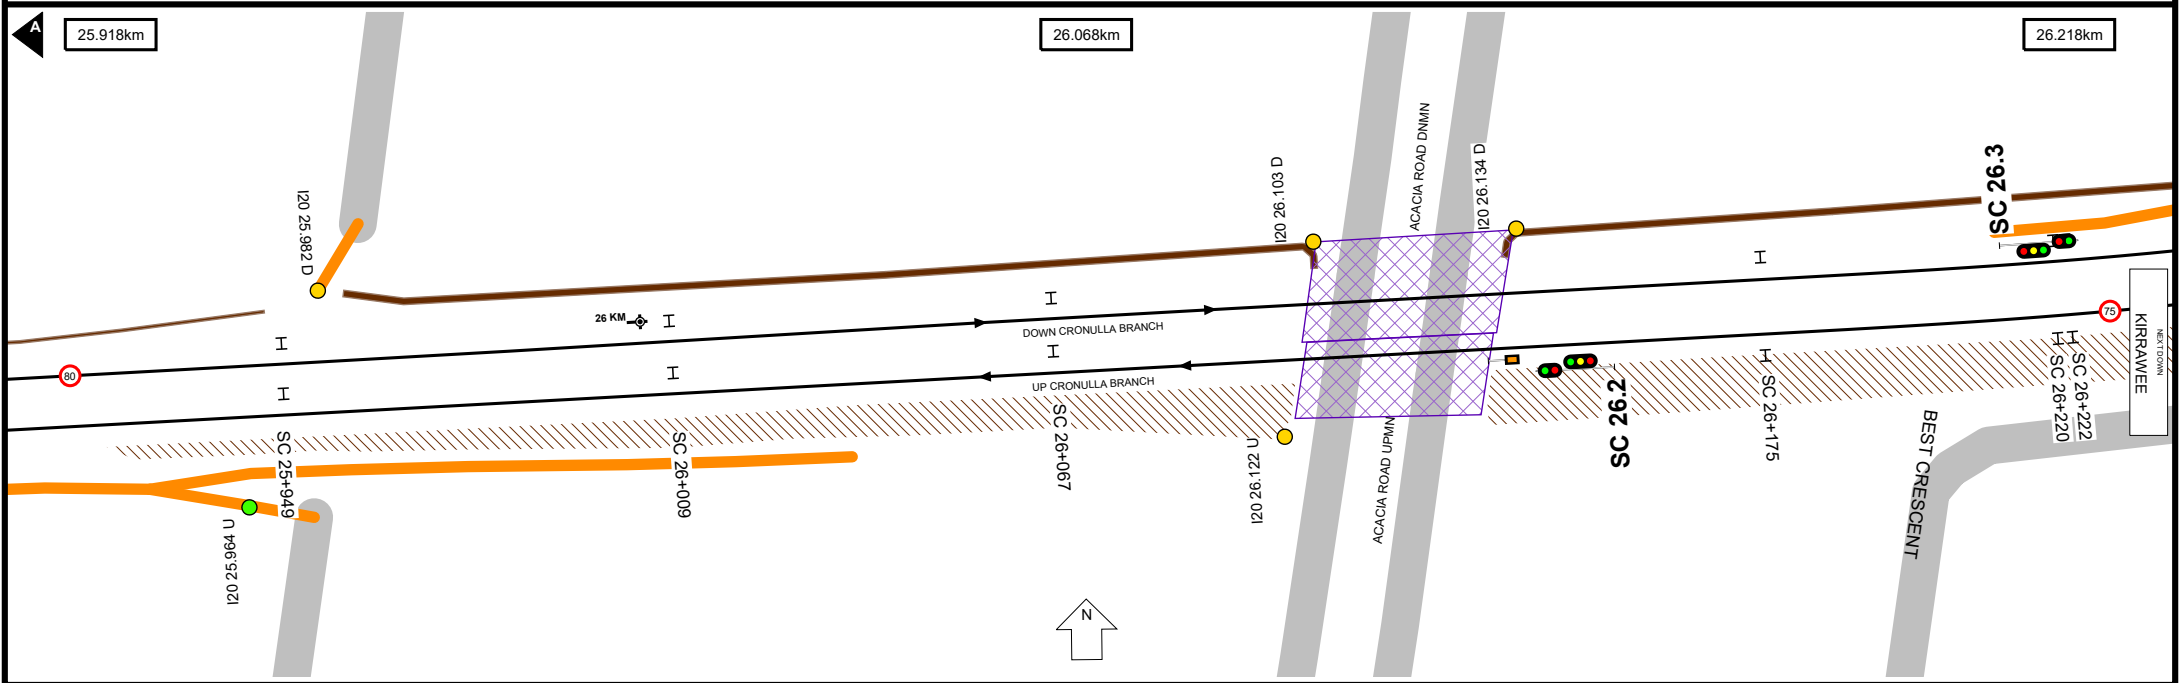 A
25.918km
26.068km
26.218km
I20 25.982 D
I20 26.103 D
ACACIA ROAD DNMN
I20 26.134 D
SC 26.3
26 KM
DOWN CRONULLA BRANCH
UP CRONULLA BRANCH
80
75
KIRRAWEE
NEXT DOWN
SC 25+949
SC 26+009
SC 26+067
I20 26.122 U
ACACIA ROAD UPMN
SC 26.2
SC 26+175
SC 26+220
SC 26+222
BEST CRESCENT
I20 25.964 U
N